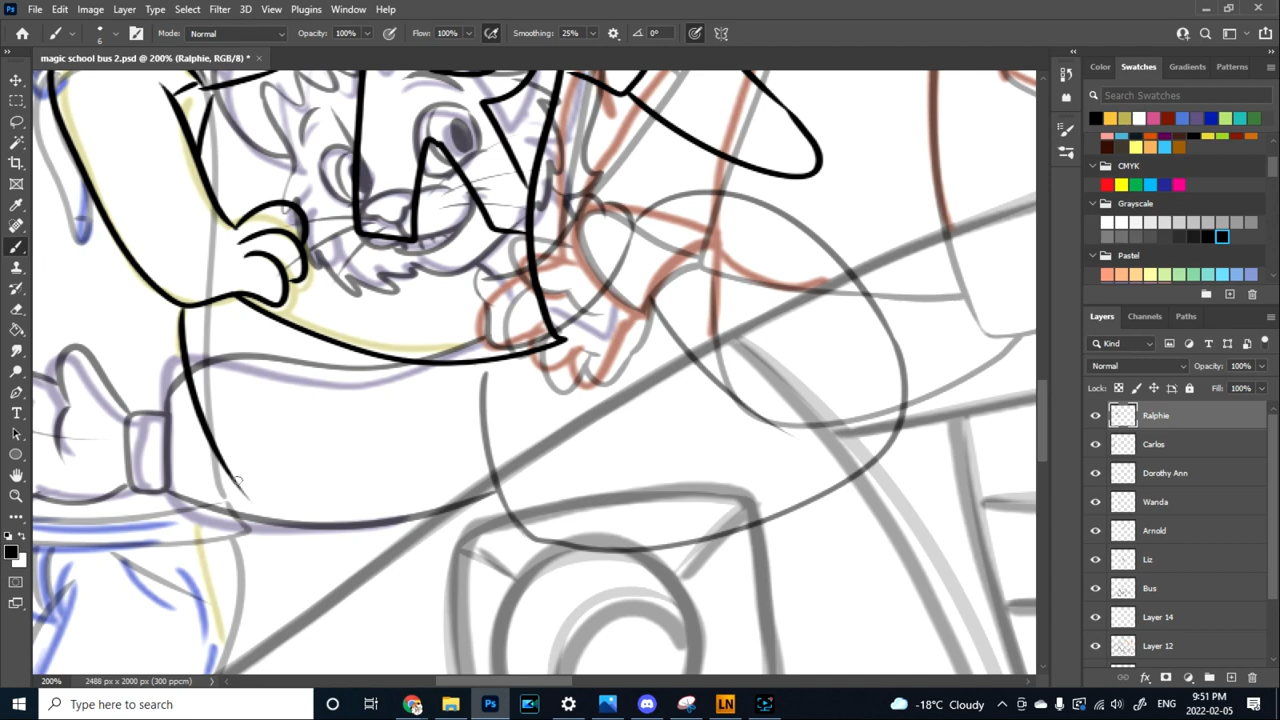 File Edit Image Layer Type Select Filter 3D View Plugins Window Help
6 Mode: Normal Opacity: 100% Flow: 100% Smoothing: 25% 0°
magic school bus 2.psd @ 200% (Ralphie, RGB/8) * ×
Color Swatches Gradients Patterns
Search Swatches
CMYK
Grayscale
Pastel
Layers Channels Paths
Kind
Normal Opacity: 100%
Lock: Fill: 100%
Ralphie
Carlos
Dorothy Ann
Wanda
Arnold
Liz
Bus
Layer 14
Layer 12
200% 2488 px x 2000 px (300 ppcm)
Type here to search
-18°C Cloudy
ENG
9:51 PM
2022-02-05